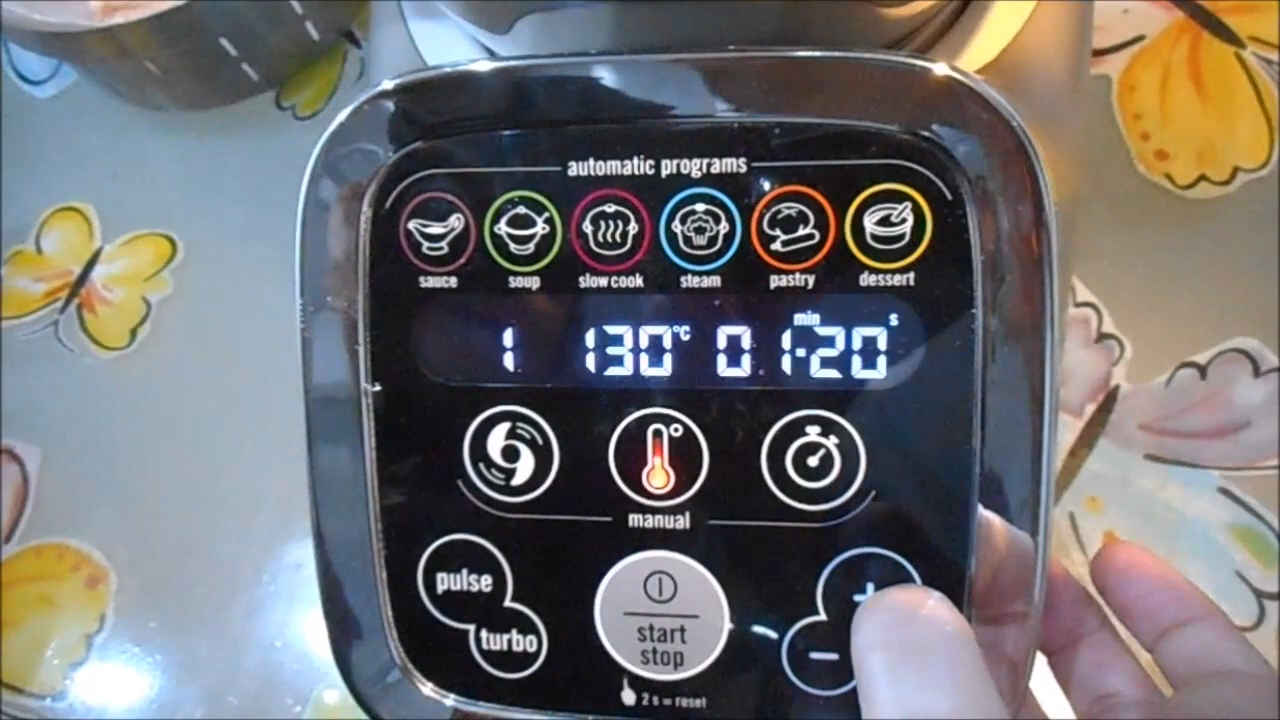 automatic programs
sauce soup slow cook steam pastry dessert
min s
1 130°C 01:20
manual
pulse
turbo
start
stop
+
-
2 s = reset